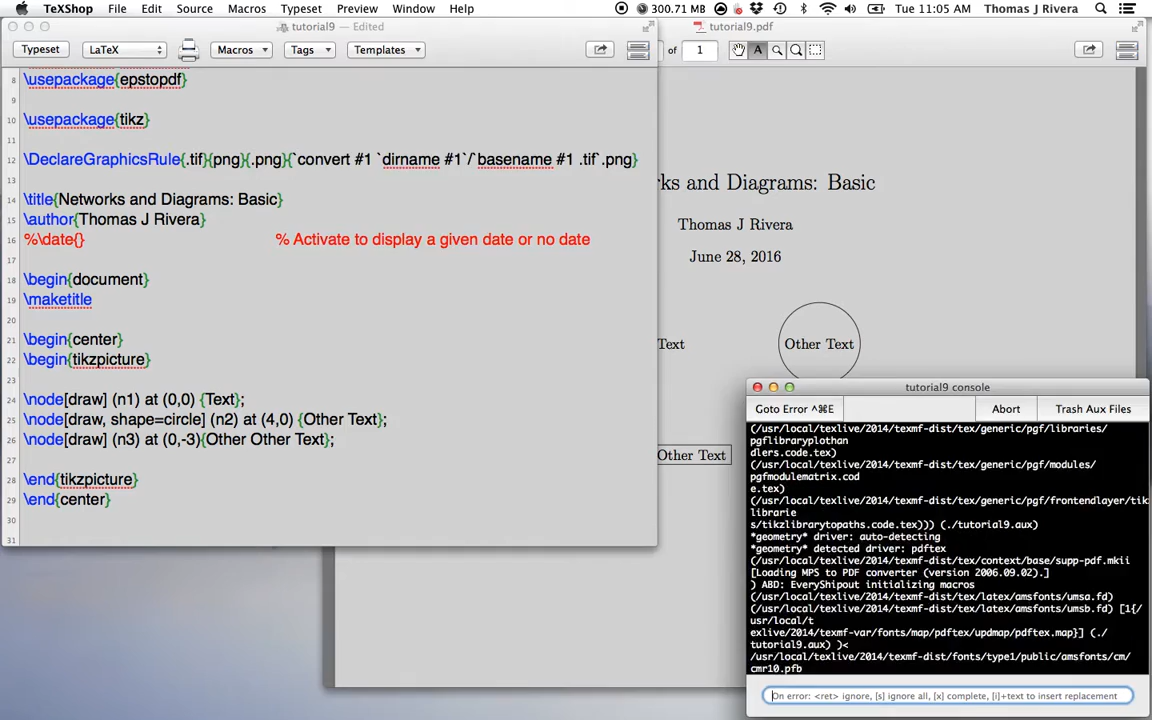 TeXShop File Edit Source Macros Typeset Preview Window Help 300.71 MB Tue 11:05 AM Thomas J Rivera
tutorial9 — Edited
Typeset LaTeX Macros Tags Templates
8 \usepackage{epstopdf}
9
10 \usepackage{tikz}
11
12 \DeclareGraphicsRule{.tif}{png}{.png}{`convert #1 `dirname #1`/`basename #1 .tif`.png}
13
14 \title{Networks and Diagrams: Basic}
15 \author{Thomas J Rivera}
16 %\date{} % Activate to display a given date or no date
17
18 \begin{document}
19 \maketitle
20
21 \begin{center}
22 \begin{tikzpicture}
23
24 \node[draw] (n1) at (0,0) {Text};
25 \node[draw, shape=circle] (n2) at (4,0) {Other Text};
26 \node[draw] (n3) at (0,-3){Other Other Text};
27
28 \end{tikzpicture}
29 \end{center}
30
31
tutorial9.pdf
of 1 A
ks and Diagrams: Basic
Thomas J Rivera
June 28, 2016
Text
Other Text
Other Text
tutorial9 console
Goto Error ^⌘E Abort Trash Aux Files
(/usr/local/texlive/2014/texmf-dist/tex/generic/pgf/libraries/
pgflibraryplothan
dlers.code.tex)
(/usr/local/texlive/2014/texmf-dist/tex/generic/pgf/modules/
pgfmodulematrix.cod
e.tex)
(/usr/local/texlive/2014/texmf-dist/tex/generic/pgf/frontendlayer/tik
librarie
s/tikzlibrarytopaths.code.tex))) (./tutorial9.aux)
*geometry* driver: auto-detecting
*geometry* detected driver: pdftex
(/usr/local/texlive/2014/texmf-dist/tex/context/base/supp-pdf.mkii
[Loading MPS to PDF converter (version 2006.09.02).]
) ABD: EveryShipout initializing macros
(/usr/local/texlive/2014/texmf-dist/tex/latex/amsfonts/umsa.fd)
(/usr/local/texlive/2014/texmf-dist/tex/latex/amsfonts/umsb.fd) [1{/
usr/local/t
exlive/2014/texmf-var/fonts/map/pdftex/updmap/pdftex.map}] (./
tutorial9.aux) )<
/usr/local/texlive/2014/texmf-dist/fonts/type1/public/amsfonts/cm/
cmr10.pfb
On error: <ret> ignore, [s] ignore all, [x] complete, [i]+text to insert replacement